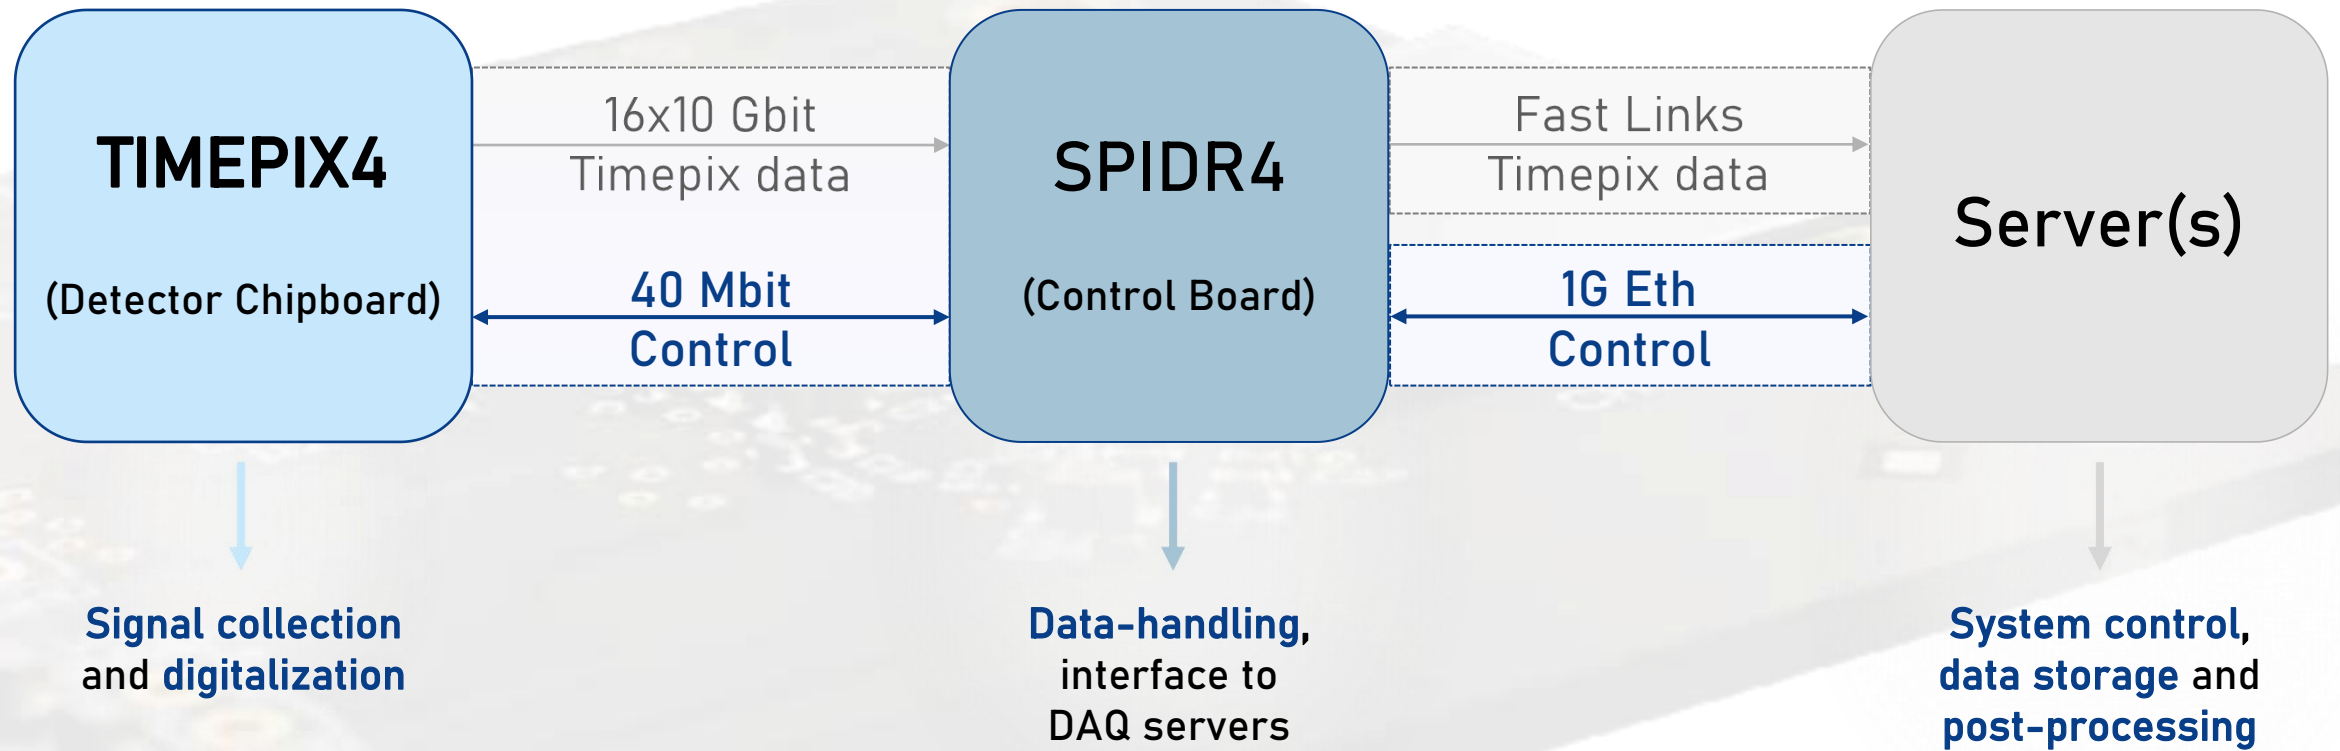 TIMEPIX4
(Detector Chipboard)
16x10 Gbit
Timepix data
40 Mbit
Control
SPIDR4
(Control Board)
Fast Links
Timepix data
1G Eth
Control
Server(s)
Signal collection
and digitalization
Data-handling,
interface to
DAQ servers
System control,
data storage and
post-processing